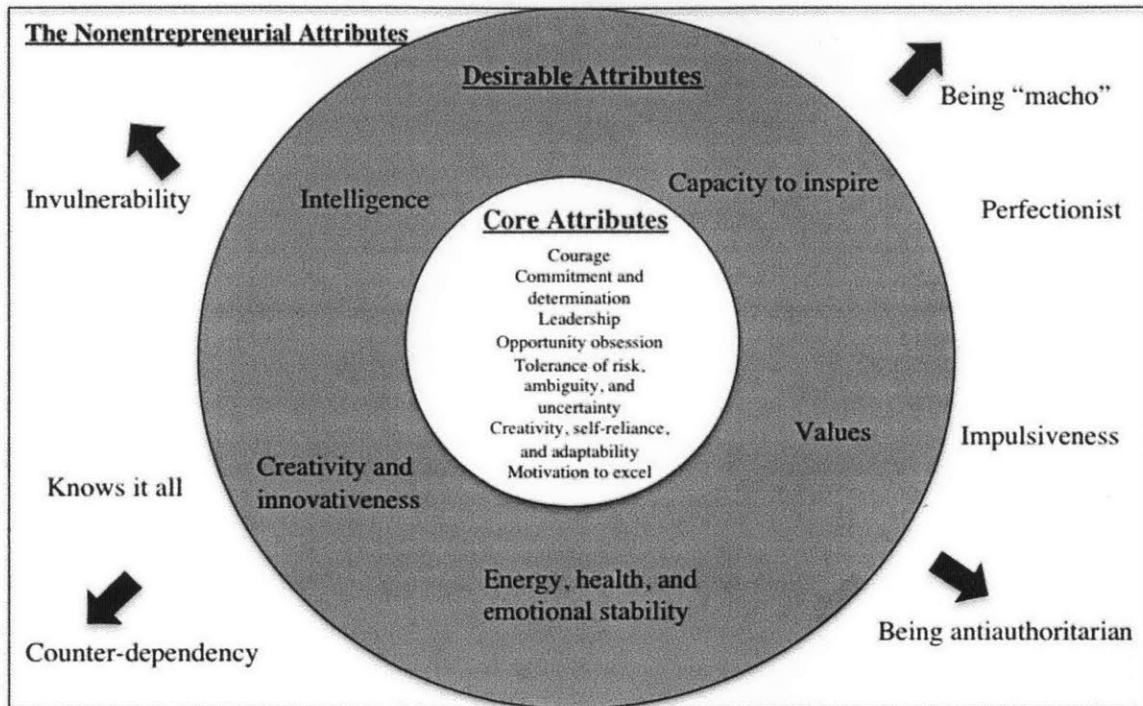 The Nonentrepreneurial Attributes
Desirable Attributes
Being “macho”
Invulnerability
Intelligence
Capacity to inspire
Perfectionist
Core Attributes
Courage
Commitment and
determination
Leadership
Opportunity obsession
Tolerance of risk,
ambiguity, and
uncertainty
Creativity, self-reliance,
and adaptability
Motivation to excel
Values
Impulsiveness
Knows it all
Creativity and
innovativeness
Energy, health, and
emotional stability
Being antiauthoritarian
Counter-dependency